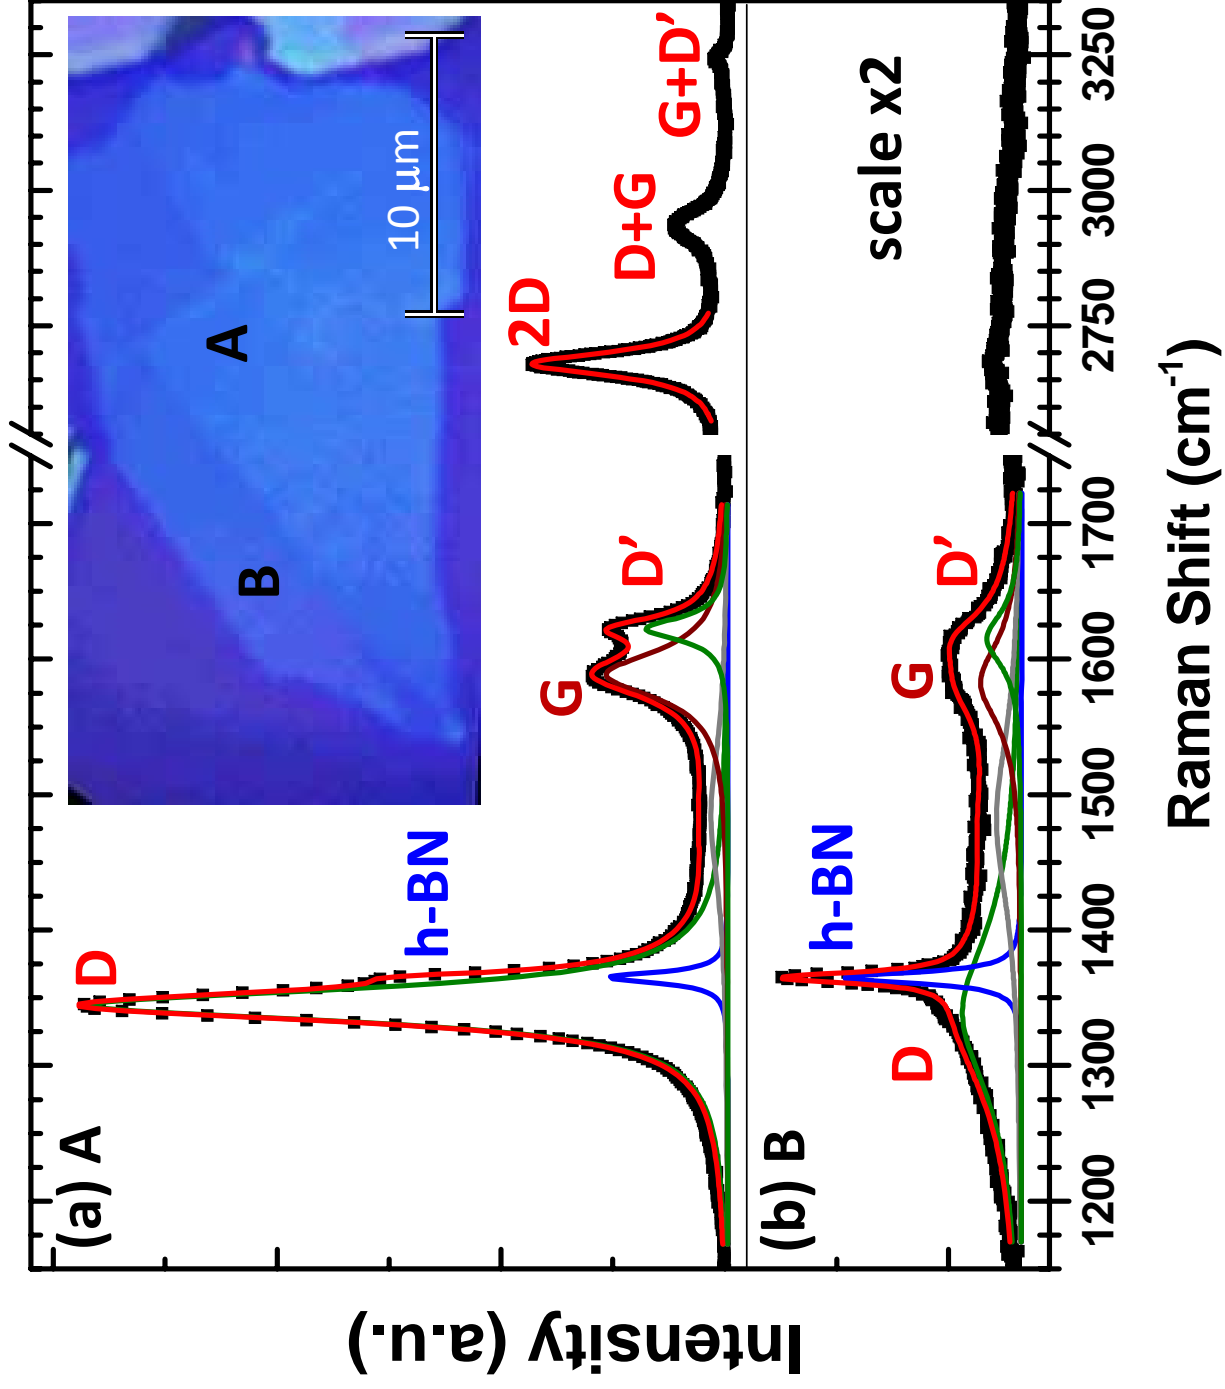 (a) A
D
h-BN
G
D′
2D
D+G
G+D′
A
B
10 µm
(b) B
D
h-BN
G
D′
scale x2
1200 1300 1400 1500 1600 1700 2750 3000 3250
Raman Shift (cm⁻¹)
Intensity (a.u.)